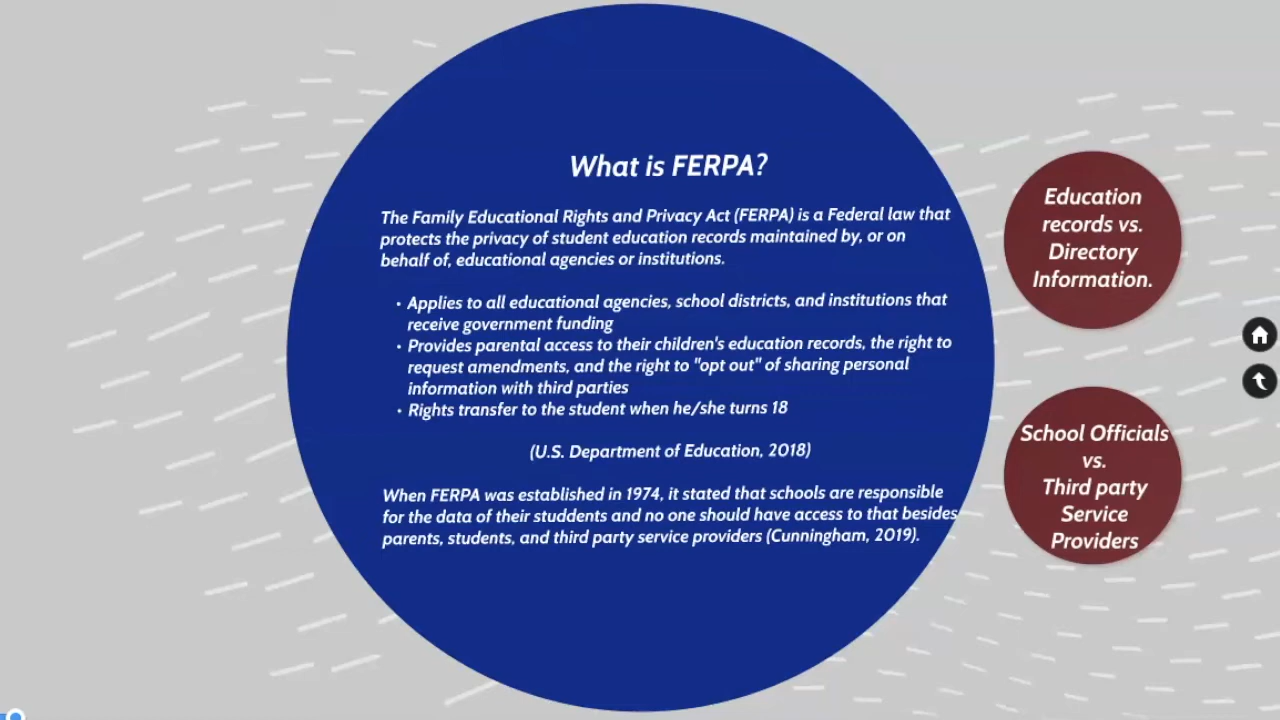 What is FERPA?
The Family Educational Rights and Privacy Act (FERPA) is a Federal law that
protects the privacy of student education records maintained by, or on
behalf of, educational agencies or institutions.
• Applies to all educational agencies, school districts, and institutions that
receive government funding
• Provides parental access to their children's education records, the right to
request amendments, and the right to "opt out" of sharing personal
information with third parties
• Rights transfer to the student when he/she turns 18
(U.S. Department of Education, 2018)
When FERPA was established in 1974, it stated that schools are responsible
for the data of their studdents and no one should have access to that besides
parents, students, and third party service providers (Cunningham, 2019).
Education
records vs.
Directory
Information.
School Officials
vs.
Third party
Service
Providers